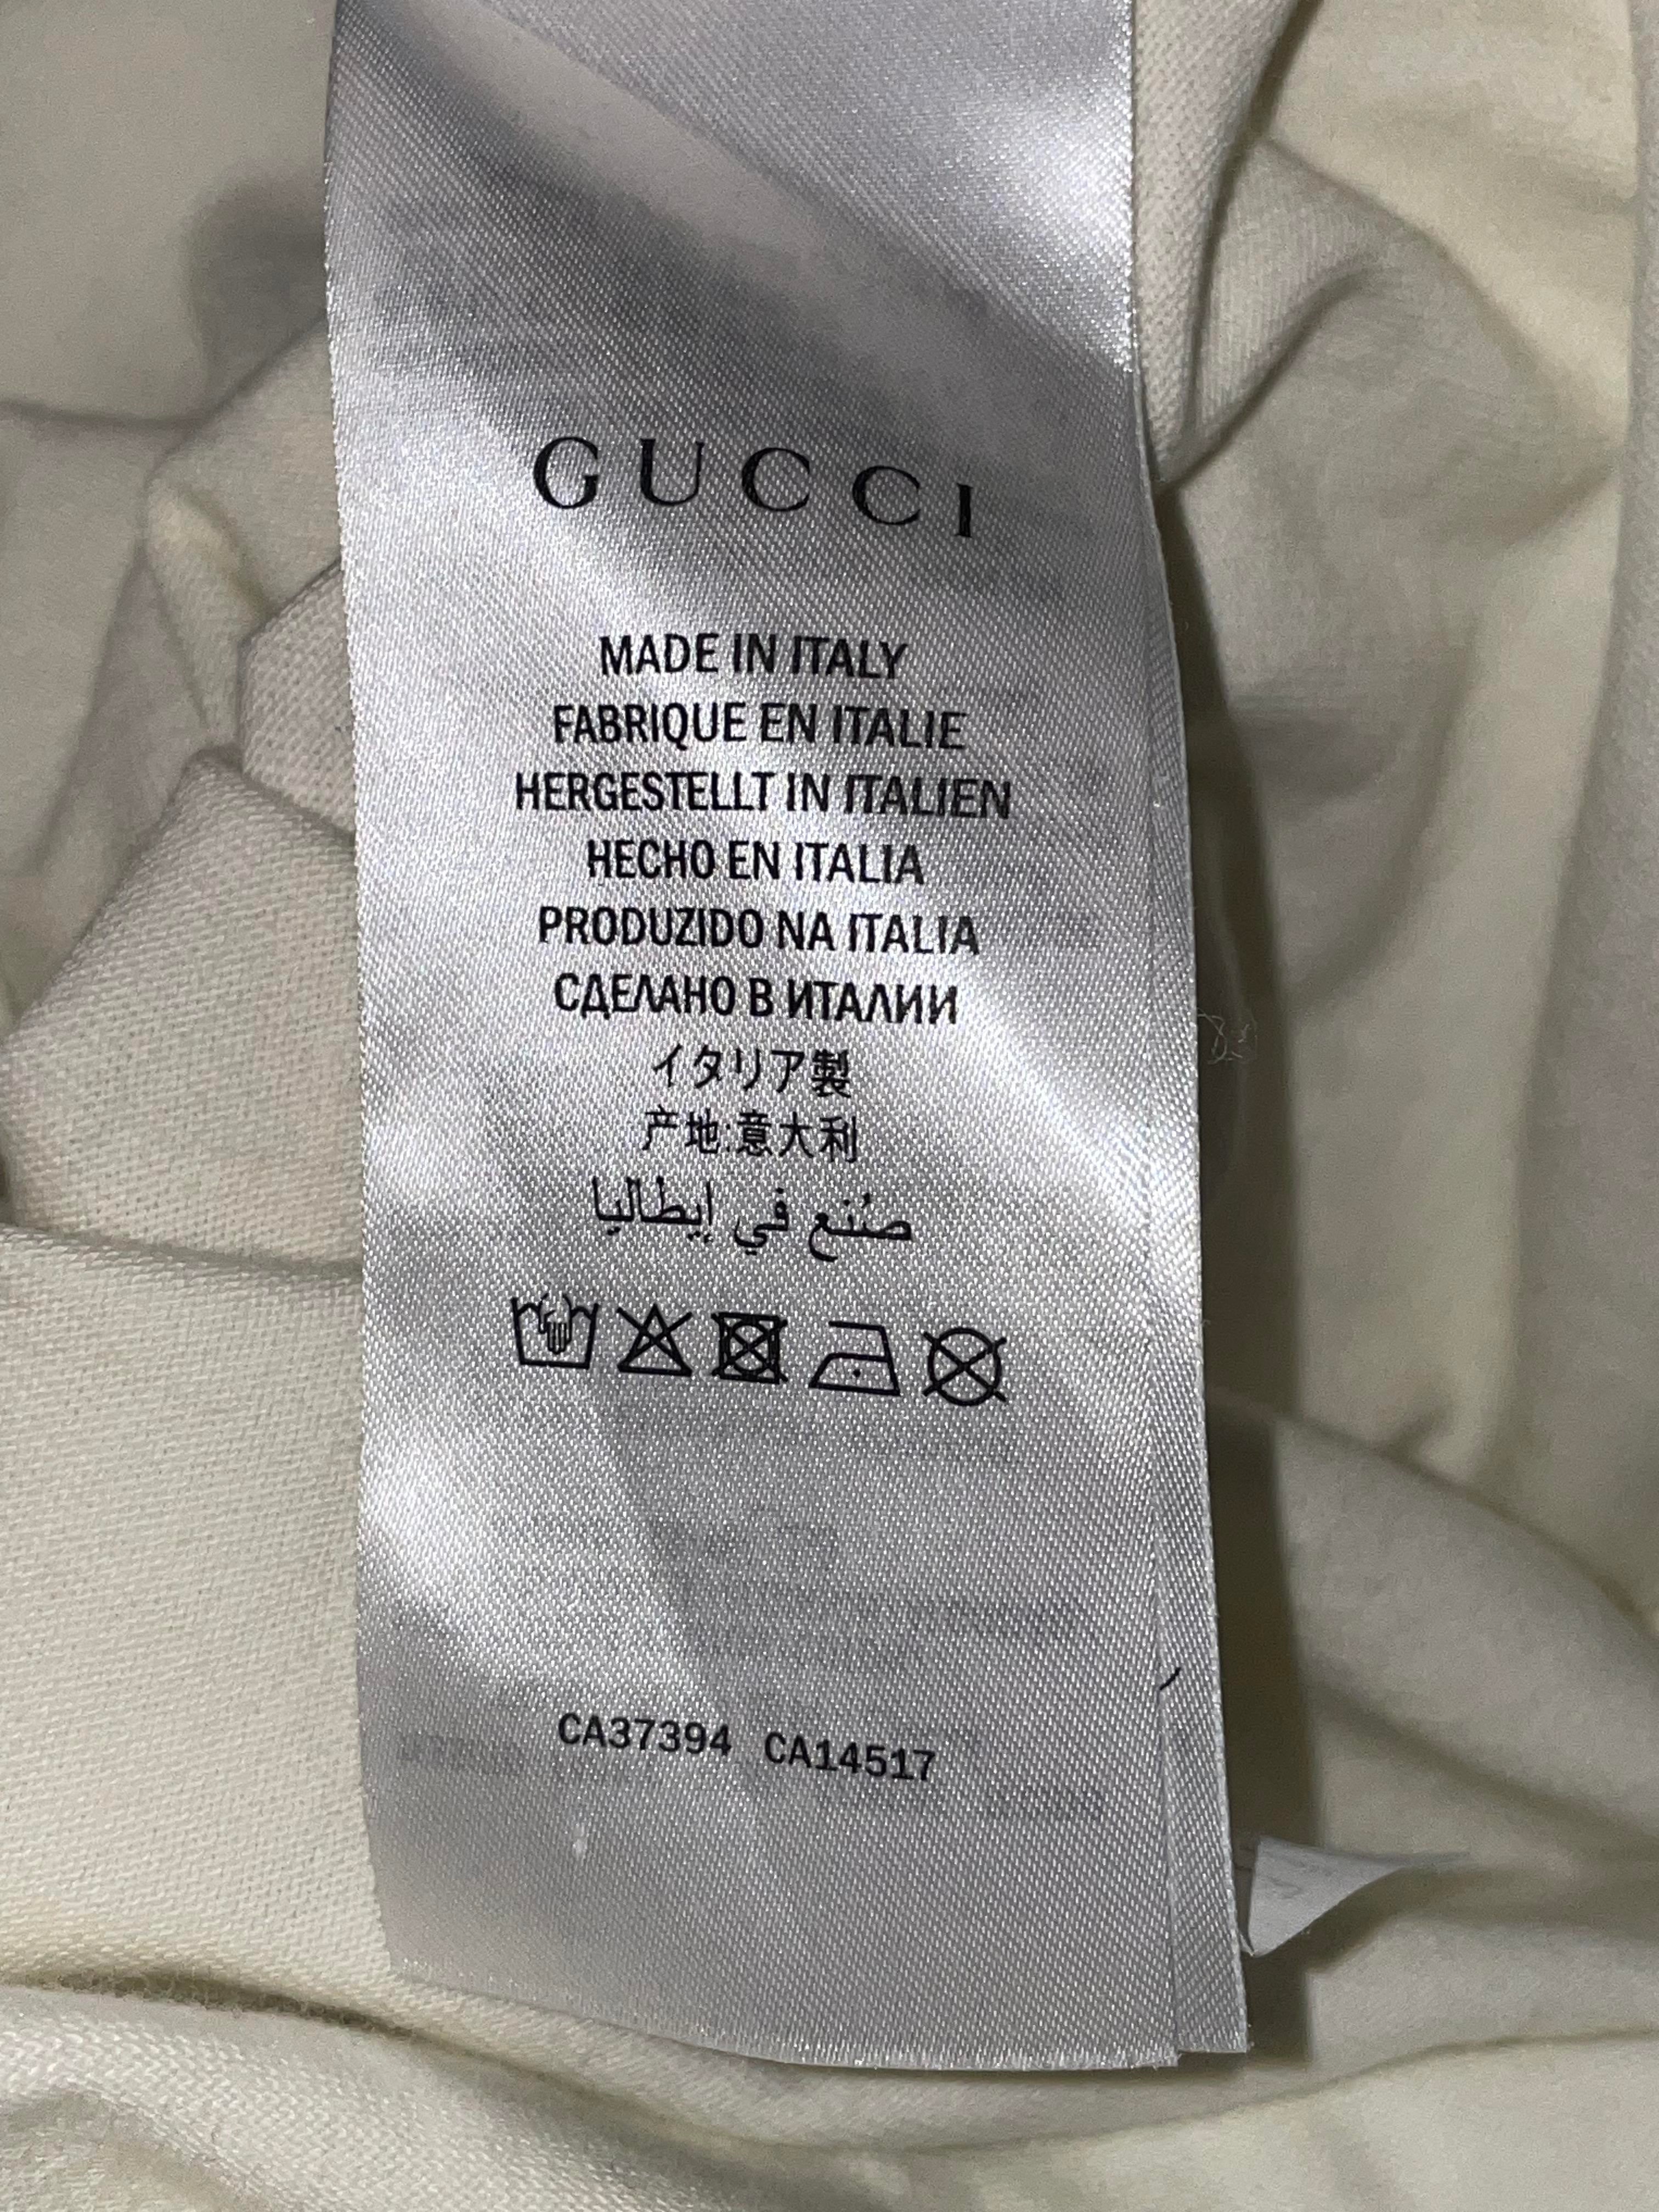 GUCCI
MADE IN ITALY
FABRIQUE EN ITALIE
HERGESTELLT IN ITALIEN
HECHO EN ITALIA
PRODUZIDO NA ITALIA
СДЕЛАНО В ИТАЛИИ
イタリア製
产地:意大利
صُنع في إيطاليا
CA37394 CA14517